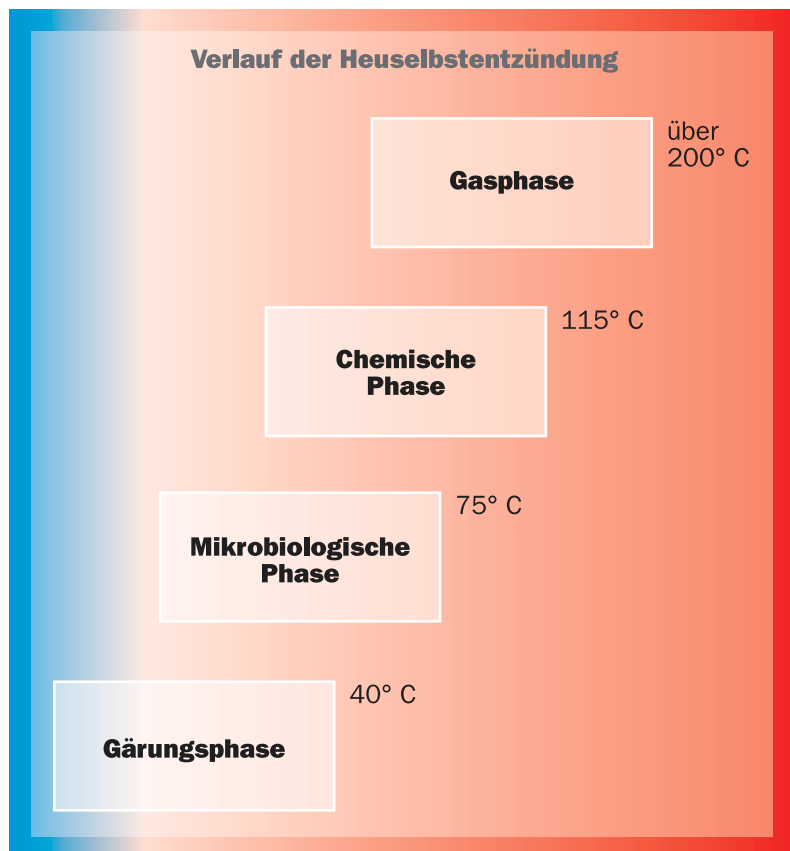 Verlauf der Heuselbstentzündung
Gasphase
über
200° C
Chemische
Phase
115° C
Mikrobiologische
Phase
75° C
Gärungsphase
40° C